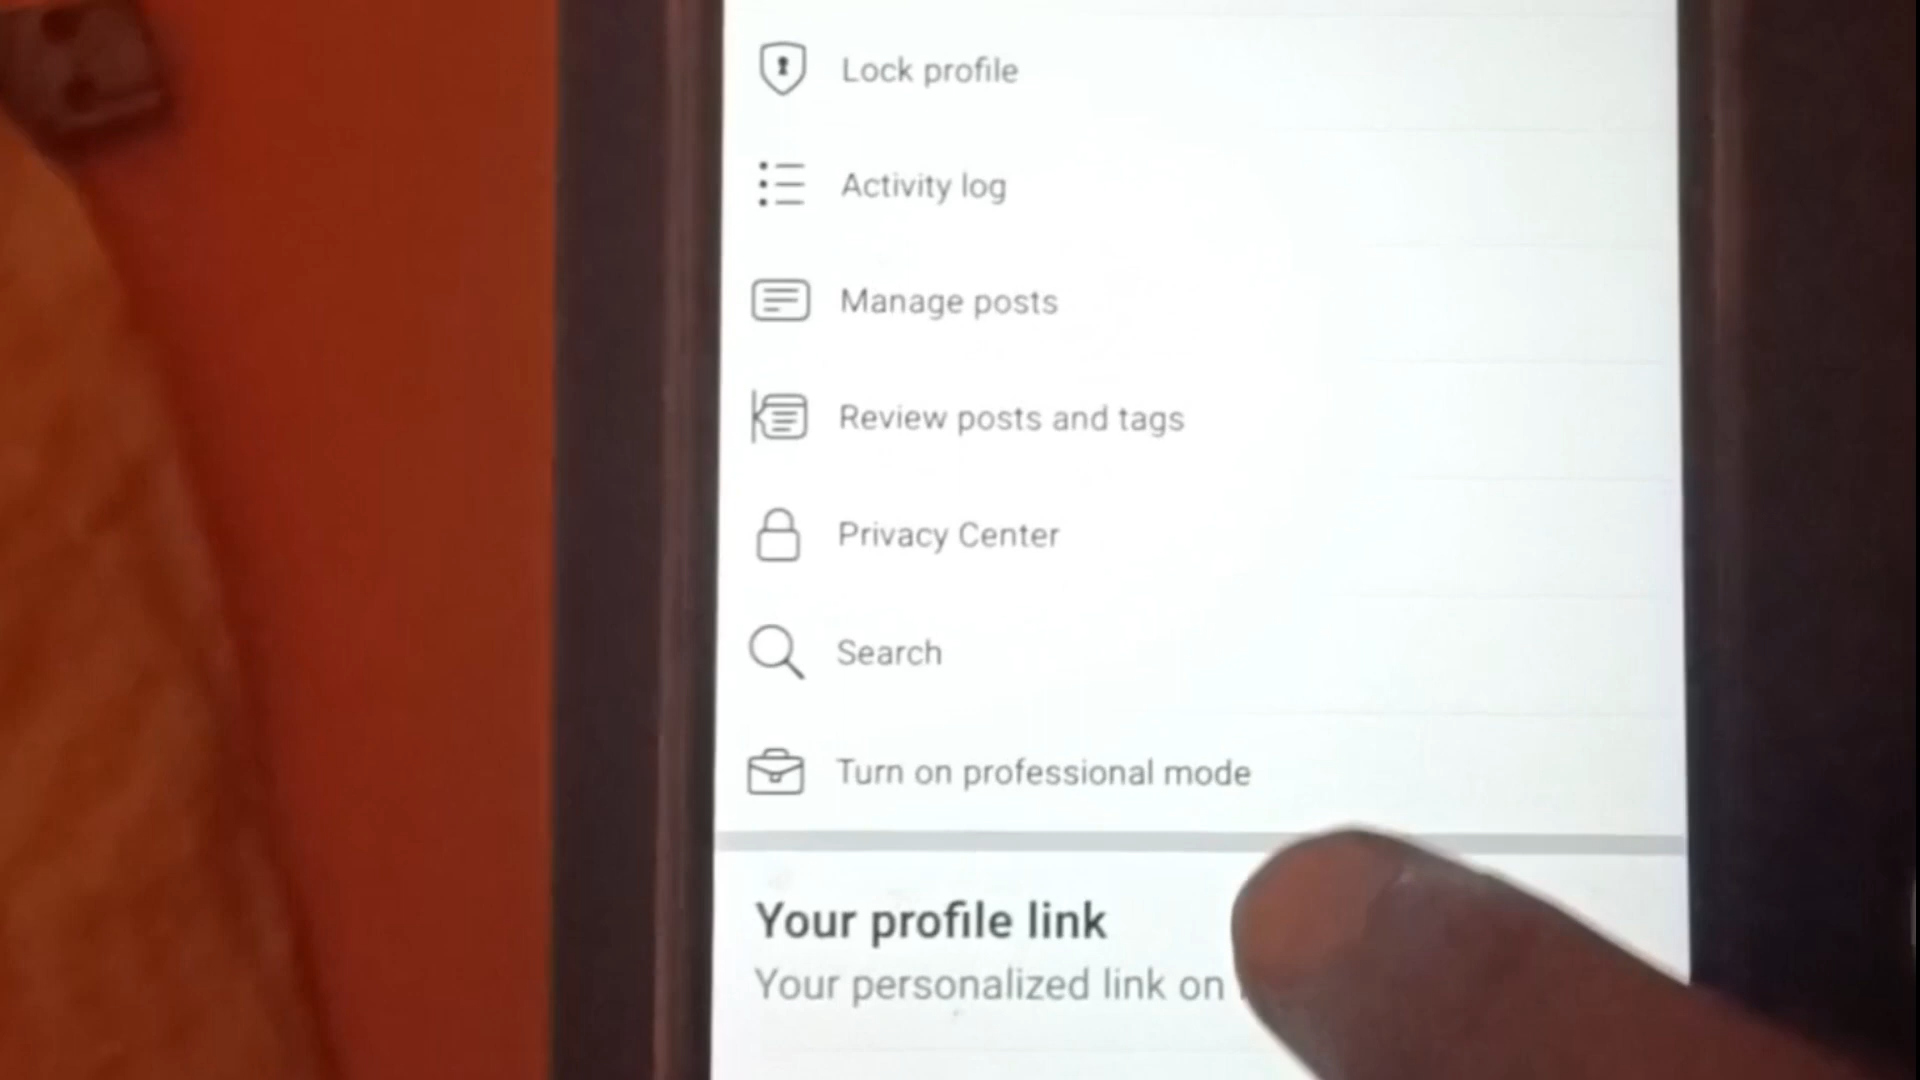 Lock profile
Activity log
Manage posts
Review posts and tags
Privacy Center
Search
Turn on professional mode
Your profile link
Your personalized link on